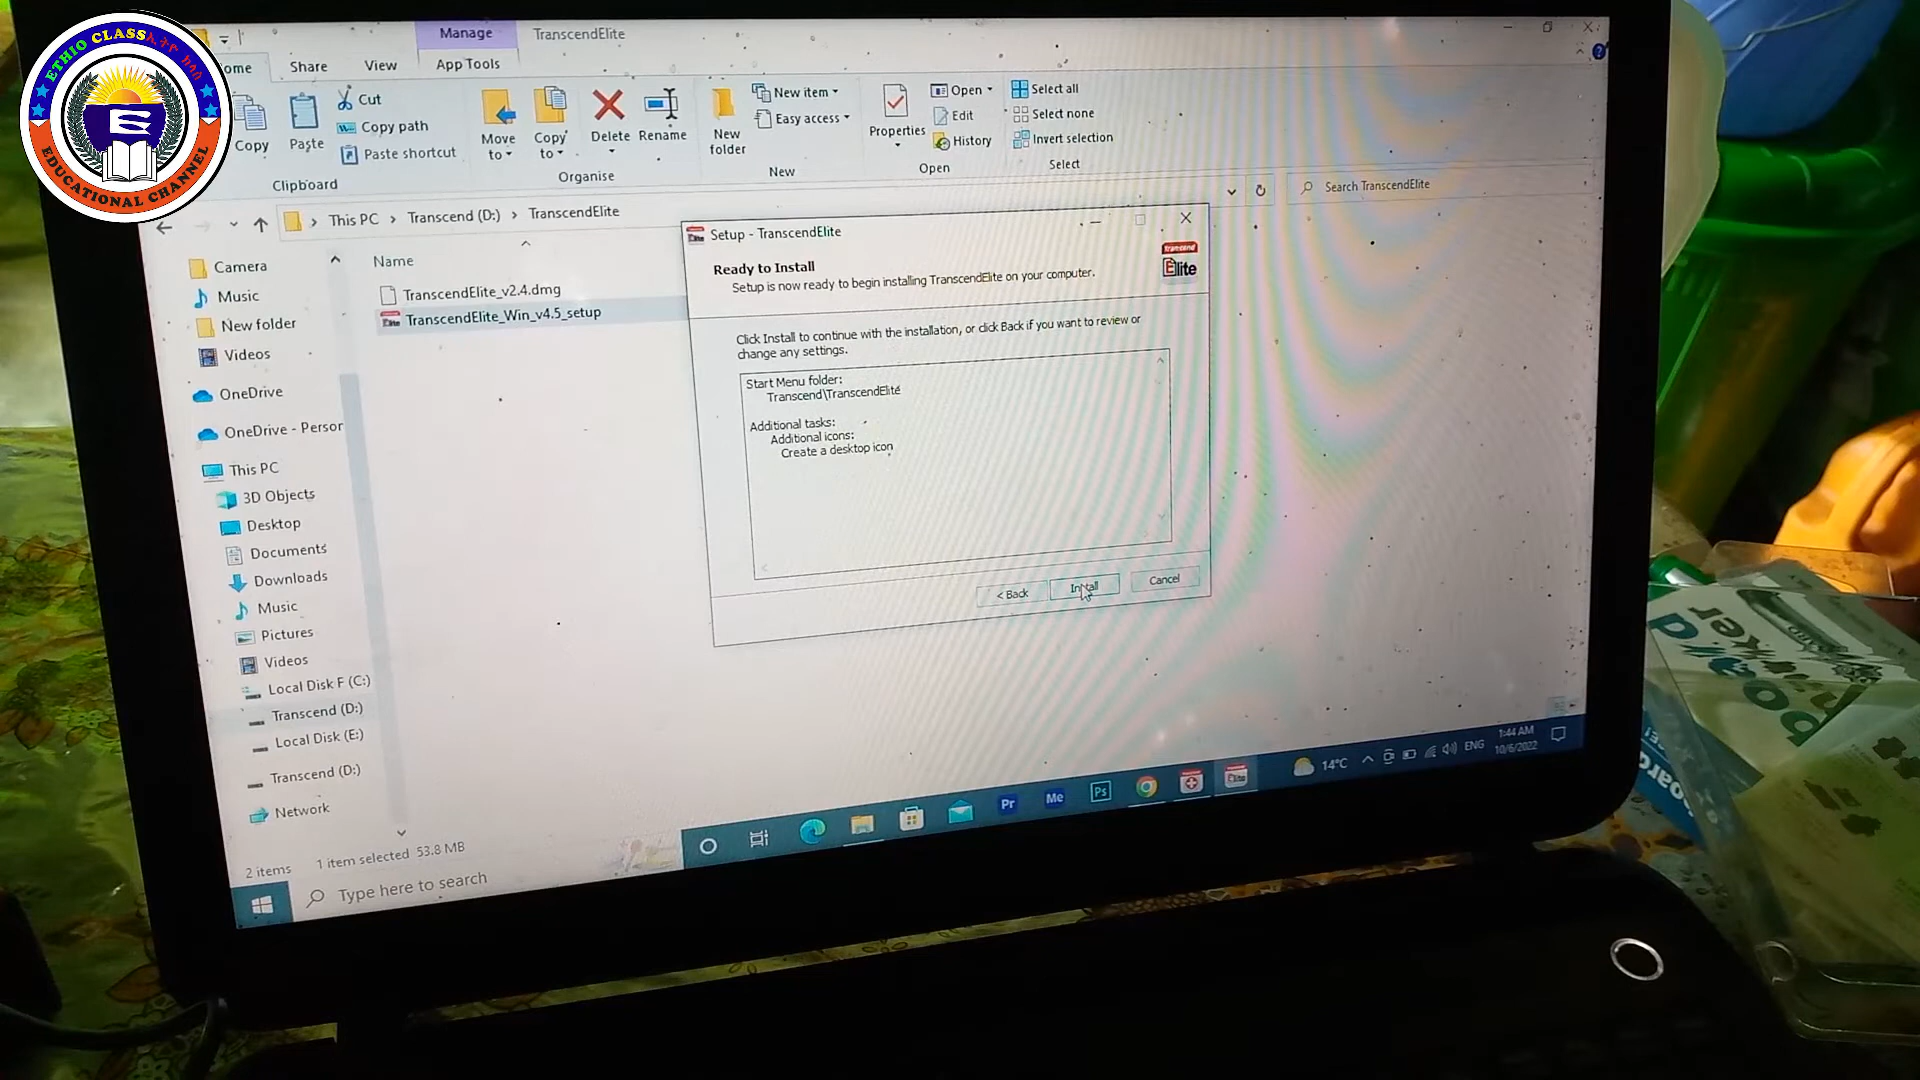 ETHIO CLASS ኢትዮ ክላስ
EDUCATIONAL CHANNEL
Manage
TranscendElite
Share
View
App Tools
Copy
Paste
Cut
Copy path
Paste shortcut
Clipboard
Move to
Copy to
Delete
Rename
Organise
New folder
New item
Easy access
New
Properties
Open
Edit
History
Open
Select all
Select none
Invert selection
Select
This PC > Transcend (D:) > TranscendElite
Search TranscendElite
Camera
Music
New folder
Videos
OneDrive
OneDrive - Person
This PC
3D Objects
Desktop
Documents
Downloads
Music
Pictures
Videos
Local Disk F (C:)
Transcend (D:)
Local Disk (E:)
Transcend (D:)
Network
Name
TranscendElite_v2.4.dmg
TranscendElite_Win_v4.5_setup
Setup - TranscendElite
Ready to Install
Setup is now ready to begin installing TranscendElite on your computer.
Transcend
Elite
Click Install to continue with the installation, or click Back if you want to review or
change any settings.
Start Menu folder:
Transcend\TranscendElite
Additional tasks:
Additional icons:
Create a desktop icon
< Back
Install
Cancel
2 items
1 item selected 53.8 MB
Type here to search
Pr
Me
Ps
14°C
ENG
1:44 AM
10/6/2022